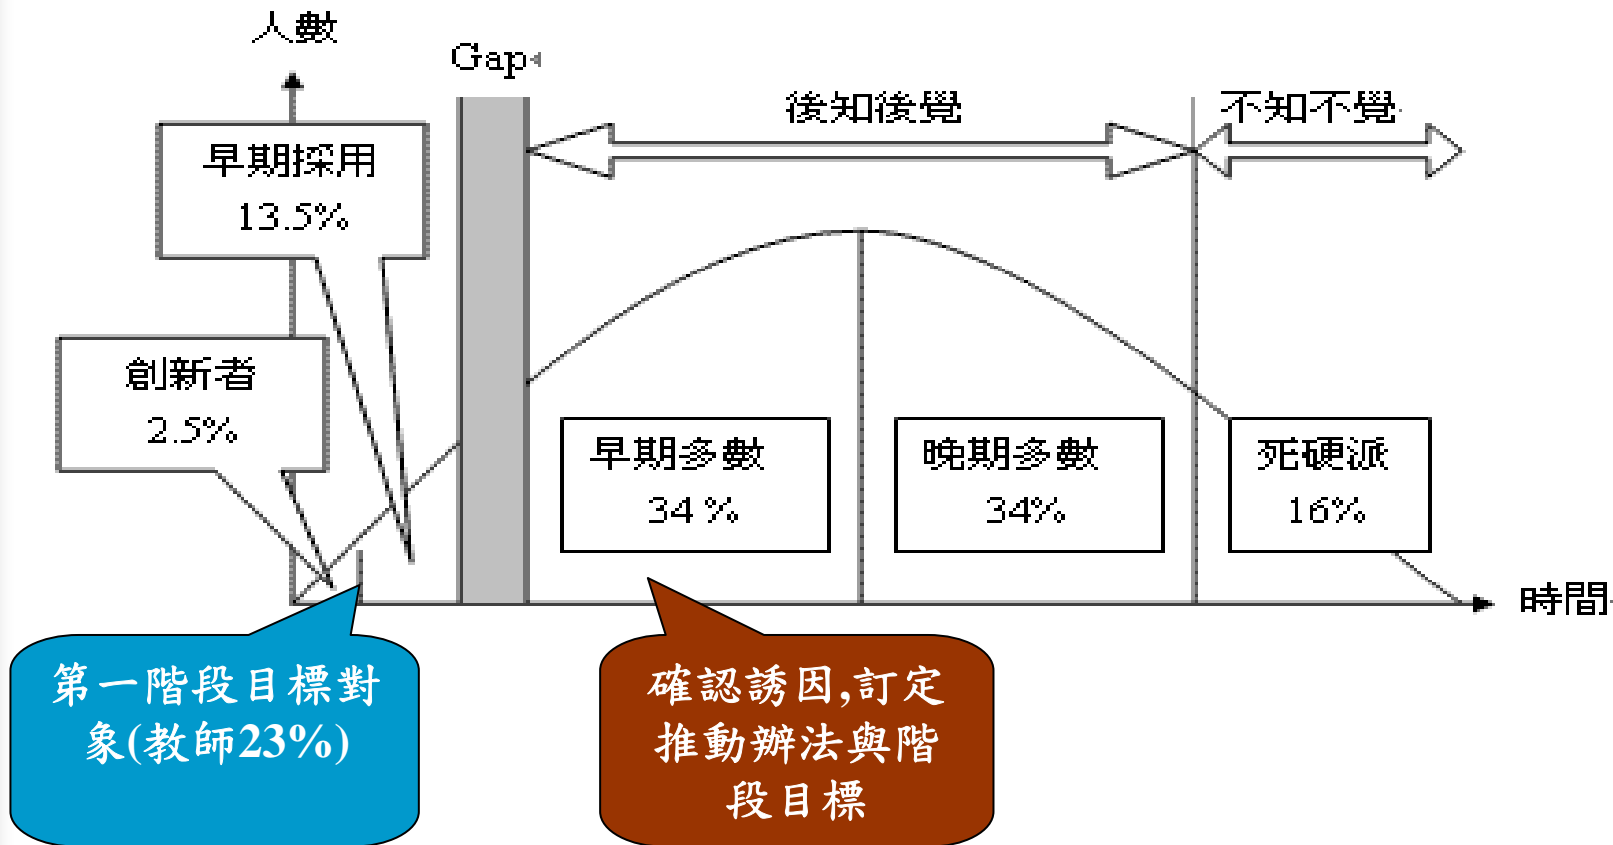 人數
Gap
後知後覺
不知不覺
早期採用
13.5%
創新者
2.5%
早期多數
34 %
晚期多數
34%
死硬派
16%
時間
第一階段目標對
象(教師23%)
確認誘因,訂定
推動辦法與階
段目標